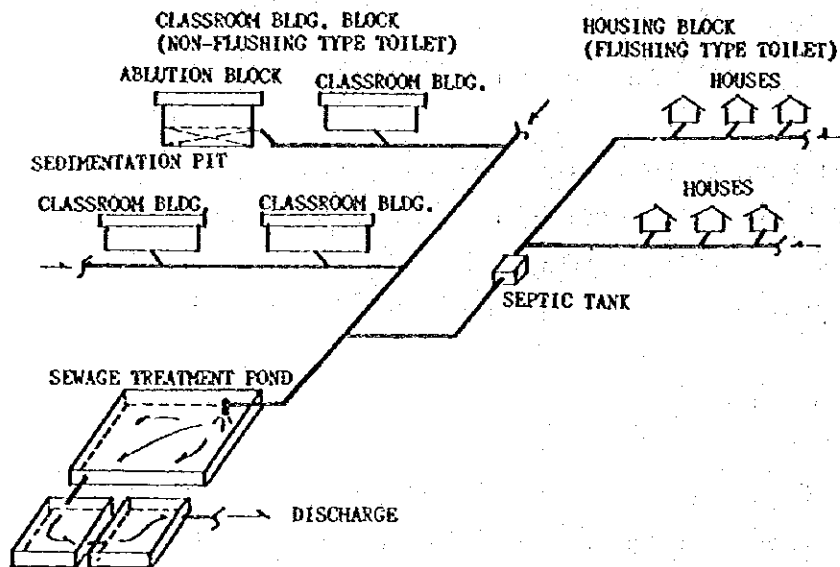 CLASSROOM BLDG. BLOCK
(NON-FLUSHING TYPE TOILET)
HOUSING BLOCK
(FLUSHING TYPE TOILET)
ABLUTION BLOCK
CLASSROOM BLDG.
HOUSES
SEDIMENTATION PIT
CLASSROOM BLDG.
CLASSROOM BLDG.
HOUSES
SEPTIC TANK
SEWAGE TREATMENT POND
DISCHARGE